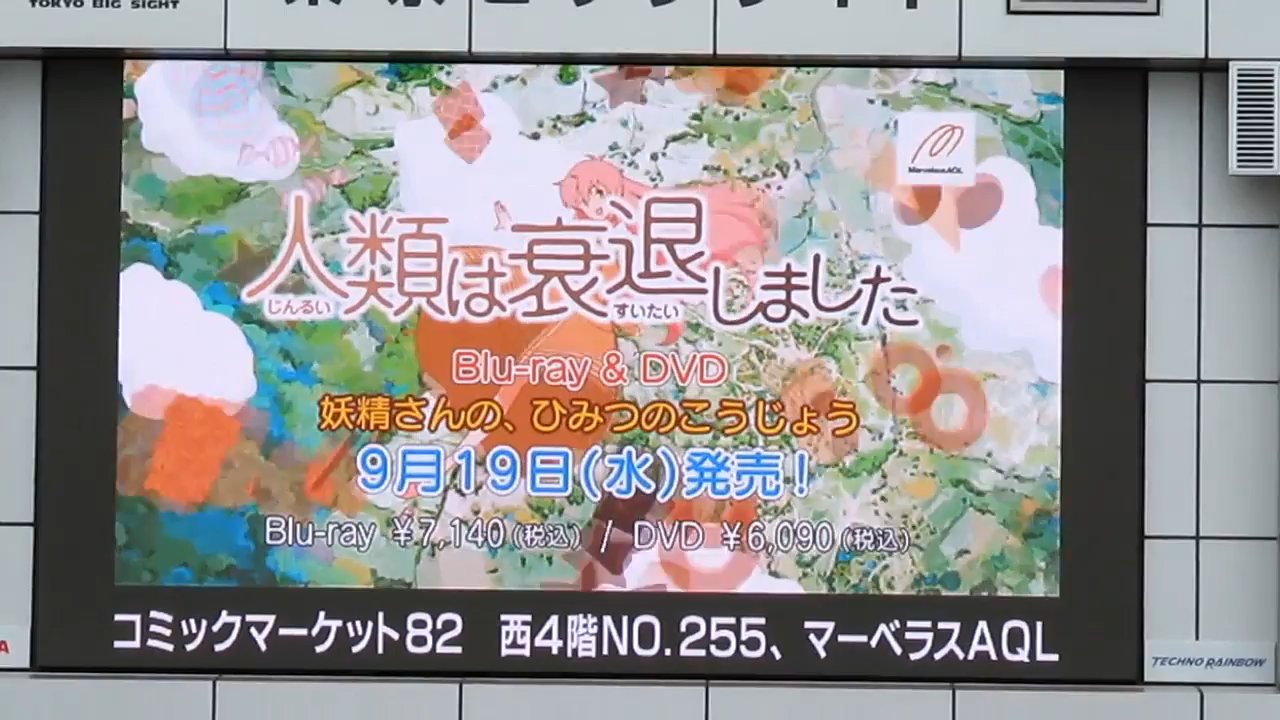 TOKYO BIG SIGHT
MarvelousAQL
人類は衰退しました
じんるい すいたい
Blu-ray & DVD
妖精さんの、ひみつのこうじょう
9月19日(水)発売!
Blu-ray ¥7,140(税込) / DVD ¥6,090(税込)
コミックマーケット82 西4階NO.255、マーベラスAQL
TECHNO RAINBOW